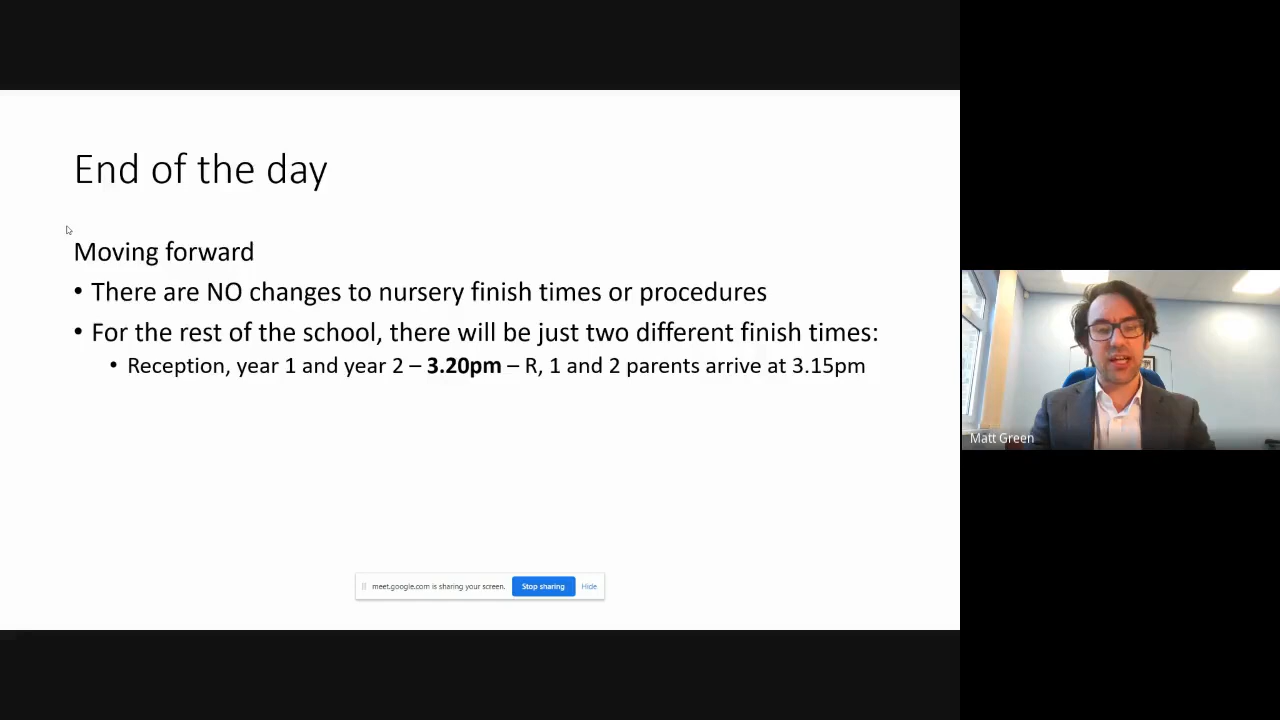 End of the day
Moving forward
• There are NO changes to nursery finish times or procedures
• For the rest of the school, there will be just two different finish times:
• Reception, year 1 and year 2 – 3.20pm – R, 1 and 2 parents arrive at 3.15pm
meet.google.com is sharing your screen. Stop sharing Hide
Matt Green